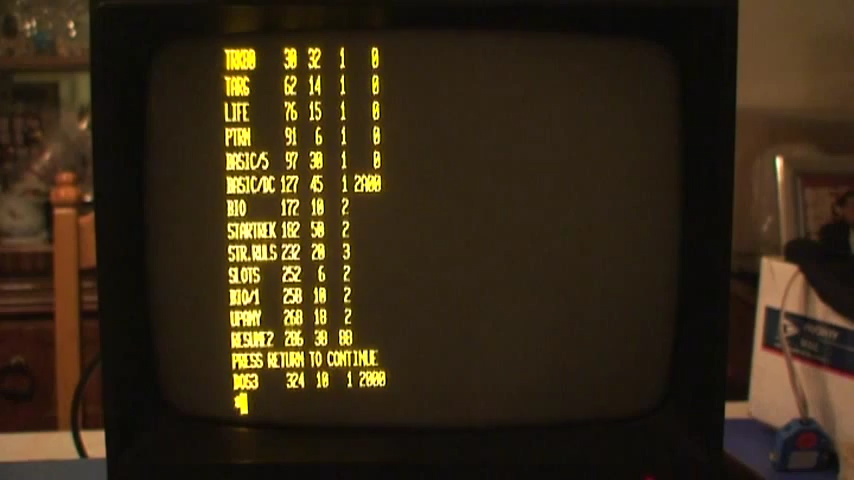 TRKBO 30 32 1 0
TARG 62 14 1 0
LIFE 76 15 1 0
PTRN 91 6 1 0
BASIC/5 97 30 1 0
BASIC/DC 127 45 1 2A00
BIO 172 10 2
STARTREK 182 50 2
STR.RULS 232 20 3
SLOTS 252 6 2
BIO/1 258 10 2
UPANY 268 18 2
RESUME2 286 38 80
PRESS RETURN TO CONTINUE
DOS3 324 10 1 2000
*